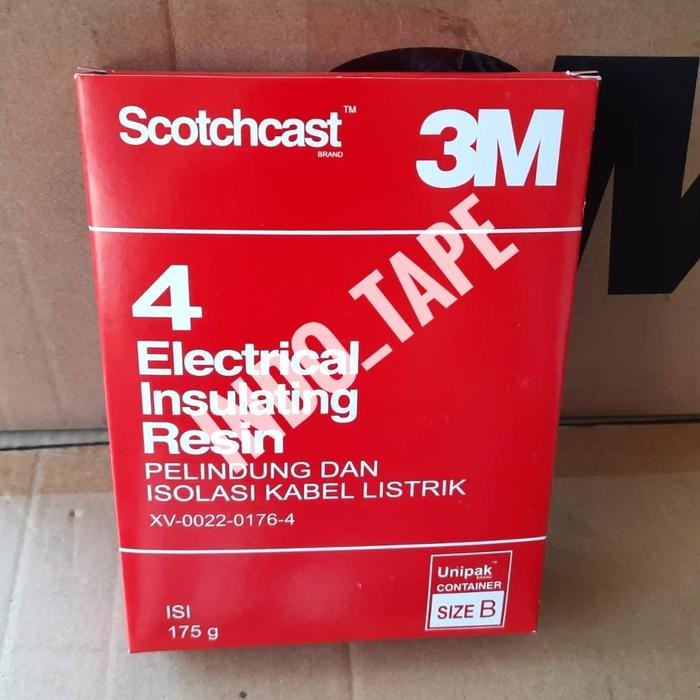 Scotchcast™
BRAND
3M
4
Electrical
Insulating
Resin
PELINDUNG DAN
ISOLASI KABEL LISTRIK
XV-0022-0176-4
ISI
175 g
Unipak
BRAND
CONTAINER
SIZE B
INDO_TAPE